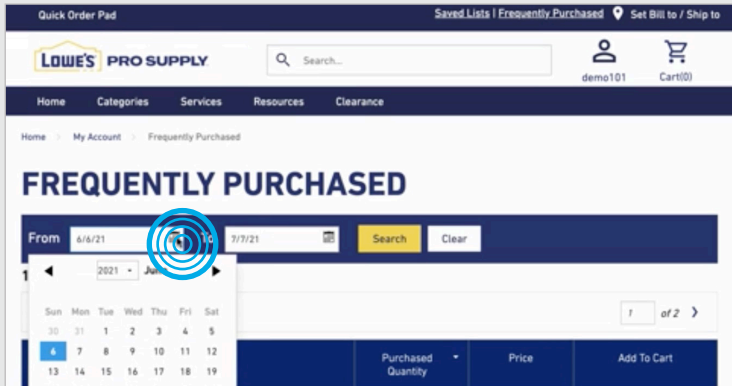 Quick Order Pad
Saved Lists | Frequently Purchased Set Bill to / Ship to
LOWE'S PRO SUPPLY
Search...
demo101 Cart(0)
Home Categories Services Resources Clearance
Home > My Account > Frequently Purchased
FREQUENTLY PURCHASED
From 6/6/21 To 7/7/21 Search Clear
1
2021 June
Sun Mon Tue Wed Thu Fri Sat
30 31 1 2 3 4 5
1 of 2
6 7 8 9 10 11 12
13 14 15 16 17 18 19
Purchased Quantity Price Add To Cart